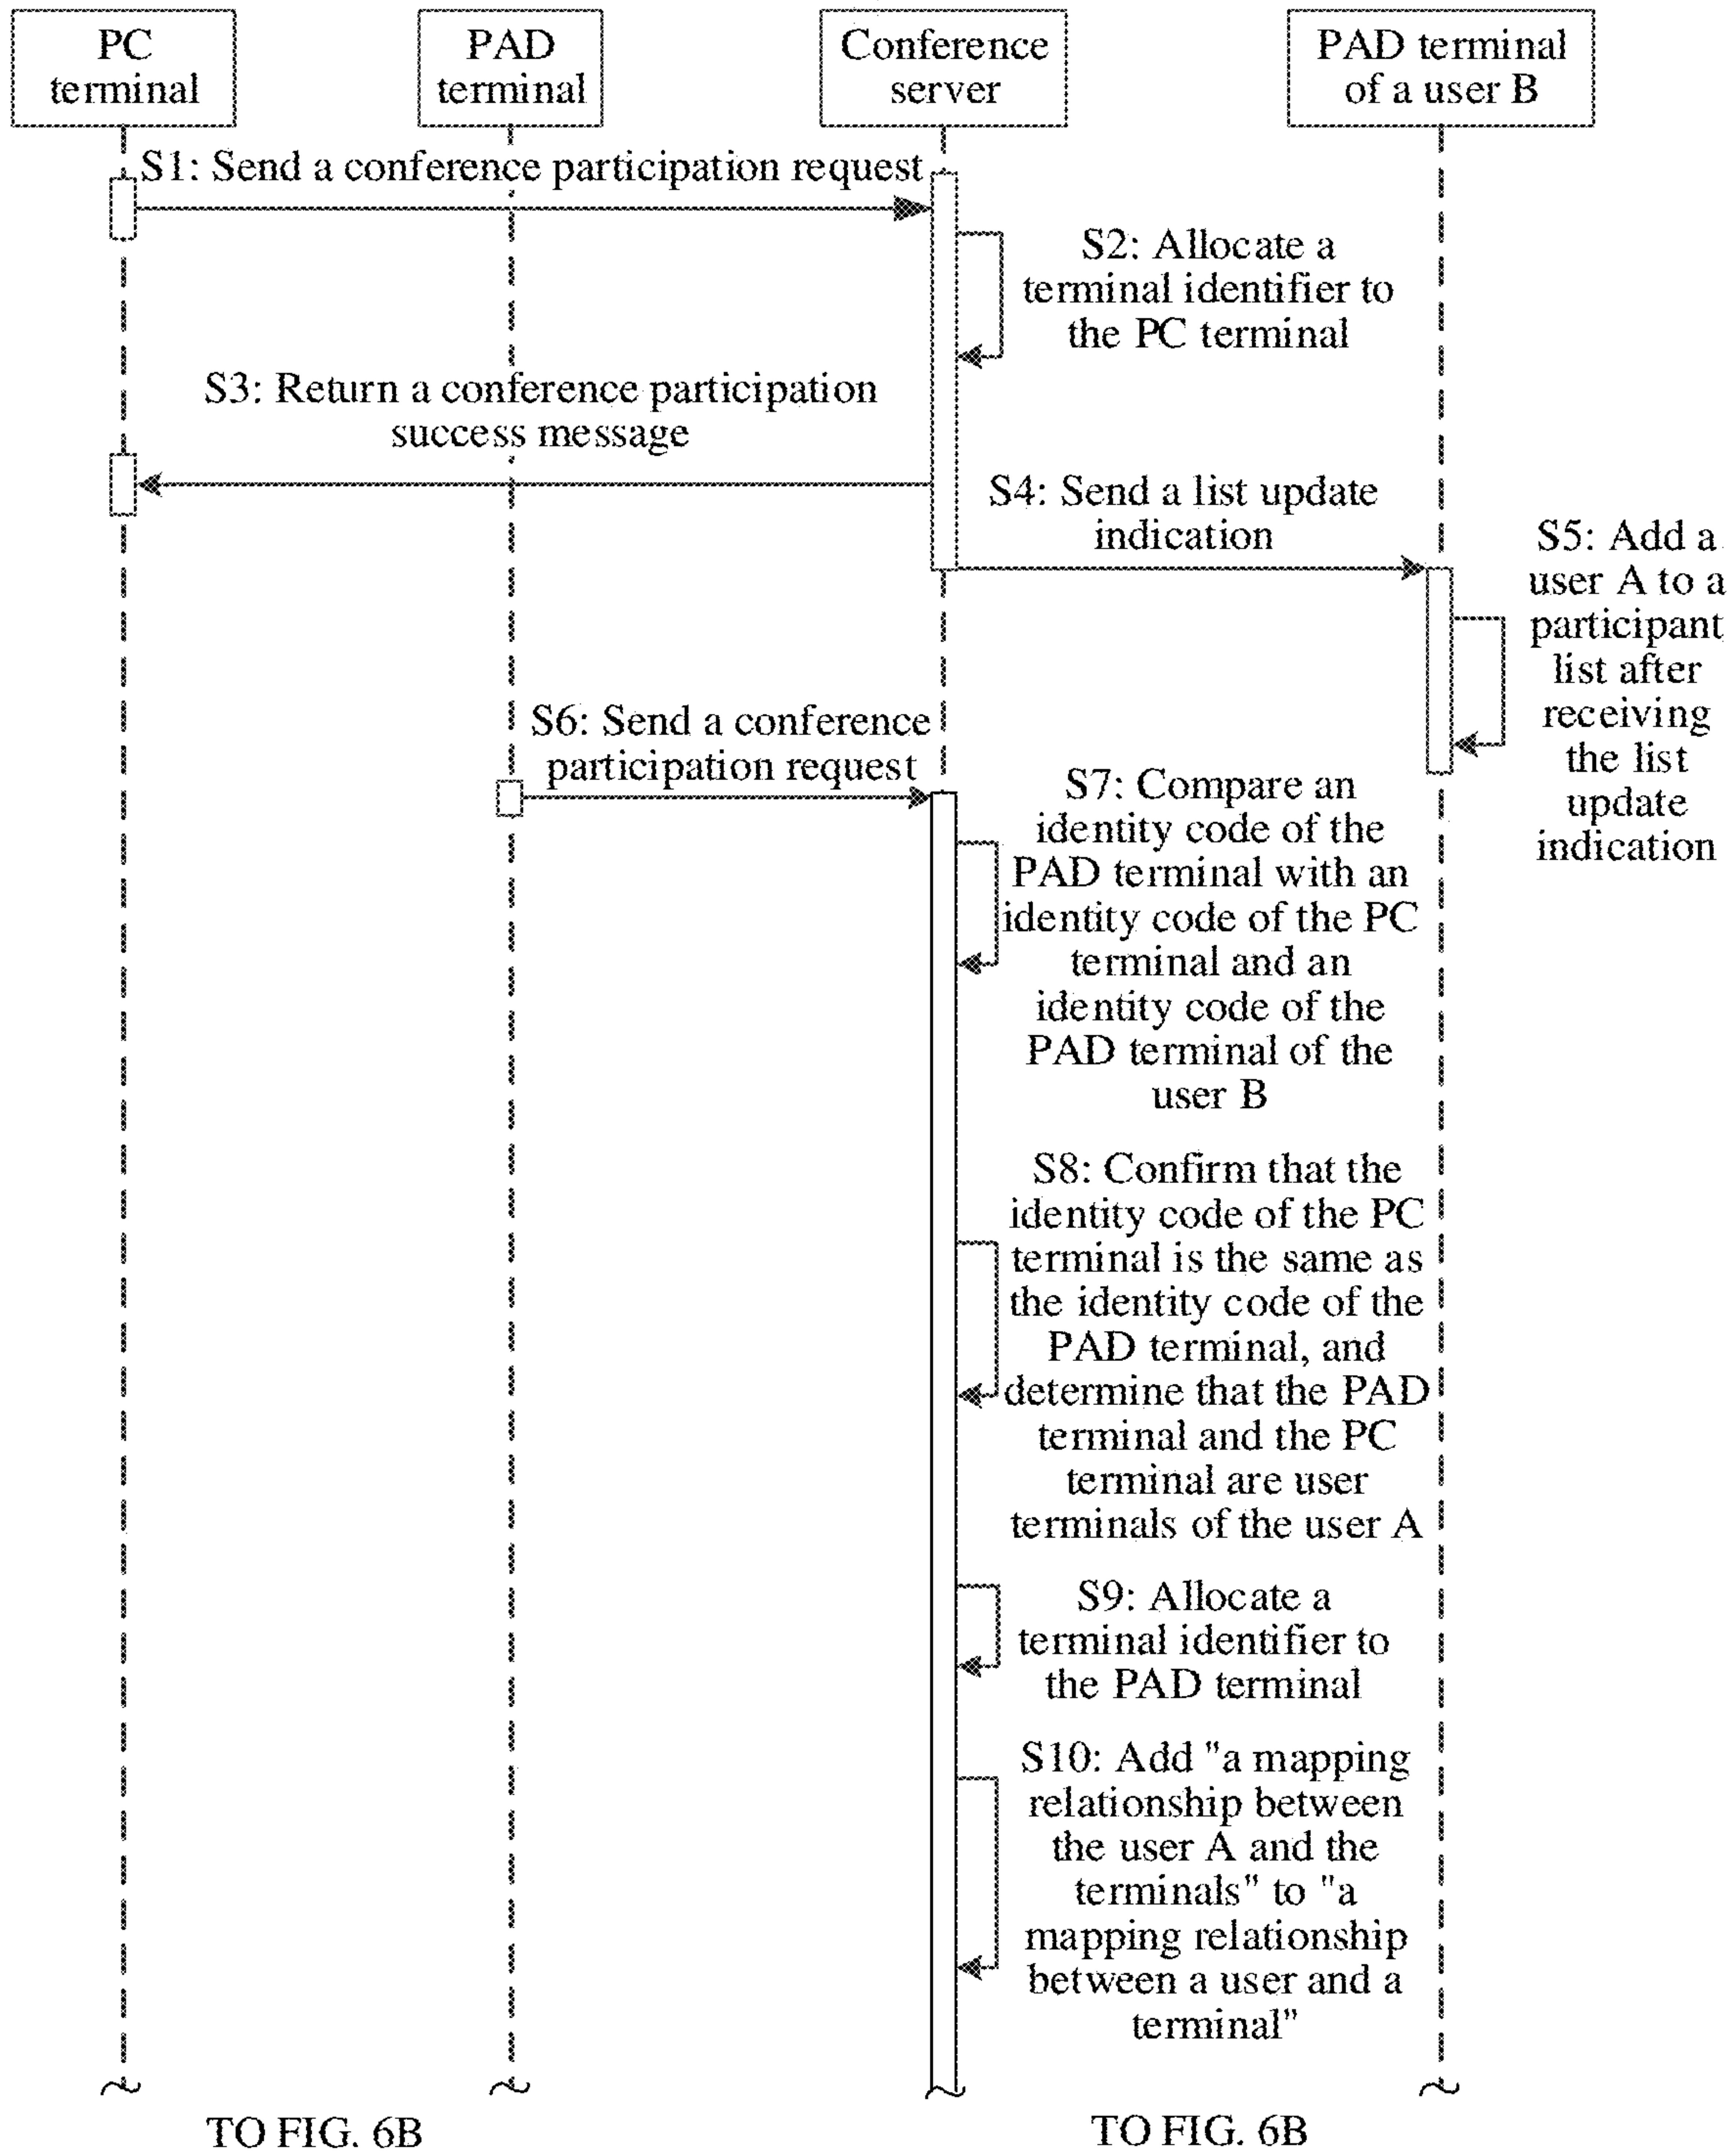 PC
terminal
PAD
terminal
Conference
server
PAD terminal
of a user B
S1: Send a conference participation request
S2: Allocate a
terminal identifier to
the PC terminal
S3: Return a conference participation
success message
S4: Send a list update
indication
S5: Add a
user A to a
participant
list after
receiving
the list
update
indication
S6: Send a conference
participation request
S7: Compare an
identity code of the
PAD terminal with an
identity code of the PC
terminal and an
identity code of the
PAD terminal of the
user B
S8: Confirm that the
identity code of the PC
terminal is the same as
the identity code of the
PAD terminal, and
determine that the PAD
terminal and the PC
terminal are user
terminals of the user A
S9: Allocate a
terminal identifier to
the PAD terminal
S10: Add "a mapping
relationship between
the user A and the
terminals" to "a
mapping relationship
between a user and a
terminal"
TO FIG. 6B
TO FIG. 6B